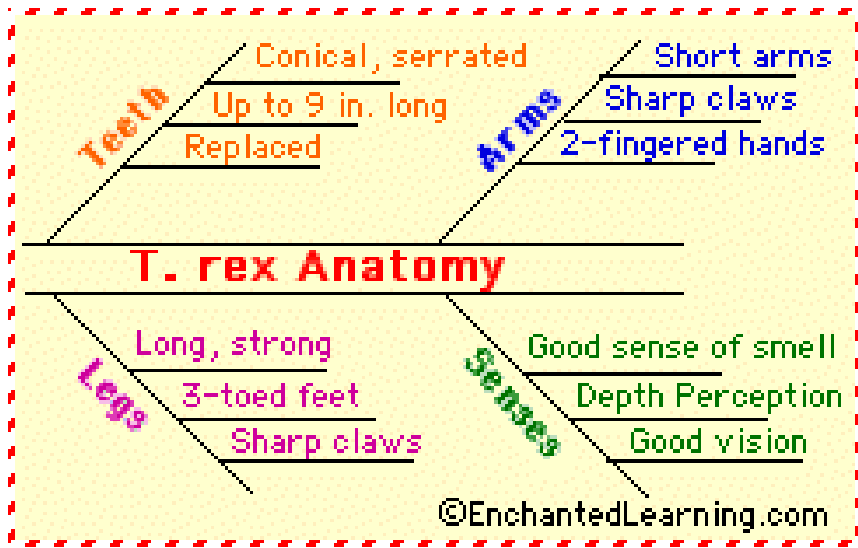 Teeth
Conical, serrated
Up to 9 in. long
Replaced
Arms
Short arms
Sharp claws
2-fingered hands
T. rex Anatomy
Legs
Long, strong
3-toed feet
Sharp claws
Senses
Good sense of smell
Depth Perception
Good vision
©EnchantedLearning.com